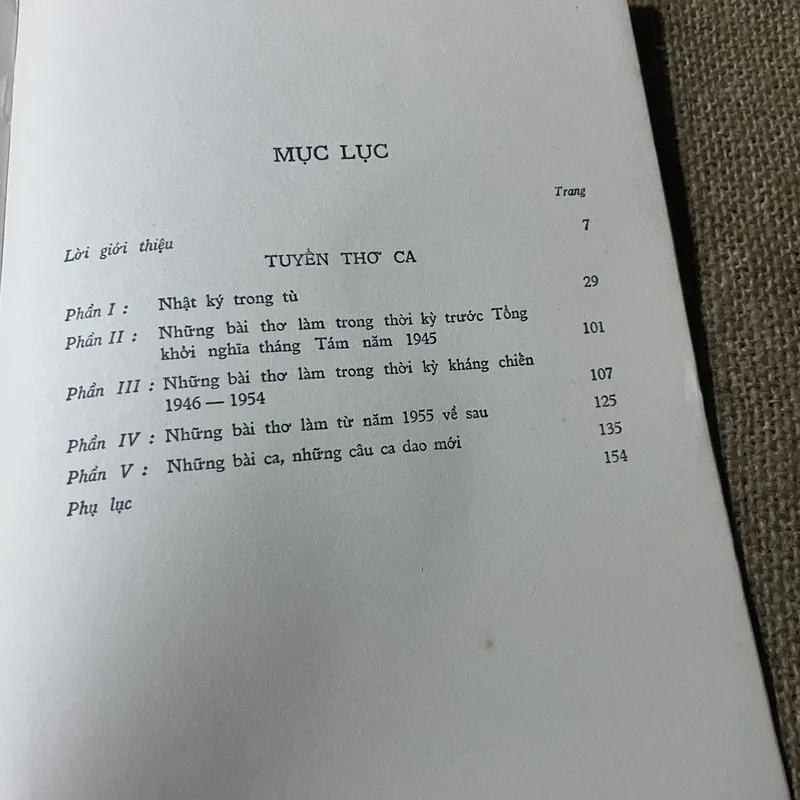 MỤC LỤC
Trang
Lời giới thiệu 7
TUYỂN THƠ CA
Phần I : Nhật ký trong tù 29
Phần II : Những bài thơ làm trong thời kỳ trước Tổng
khởi nghĩa tháng Tám năm 1945 101
Phần III : Những bài thơ làm trong thời kỳ kháng chiến
1946 — 1954 107
Phần IV : Những bài thơ làm từ năm 1955 về sau 125
Phần V : Những bài ca, những câu ca dao mới 135
Phụ lục 154